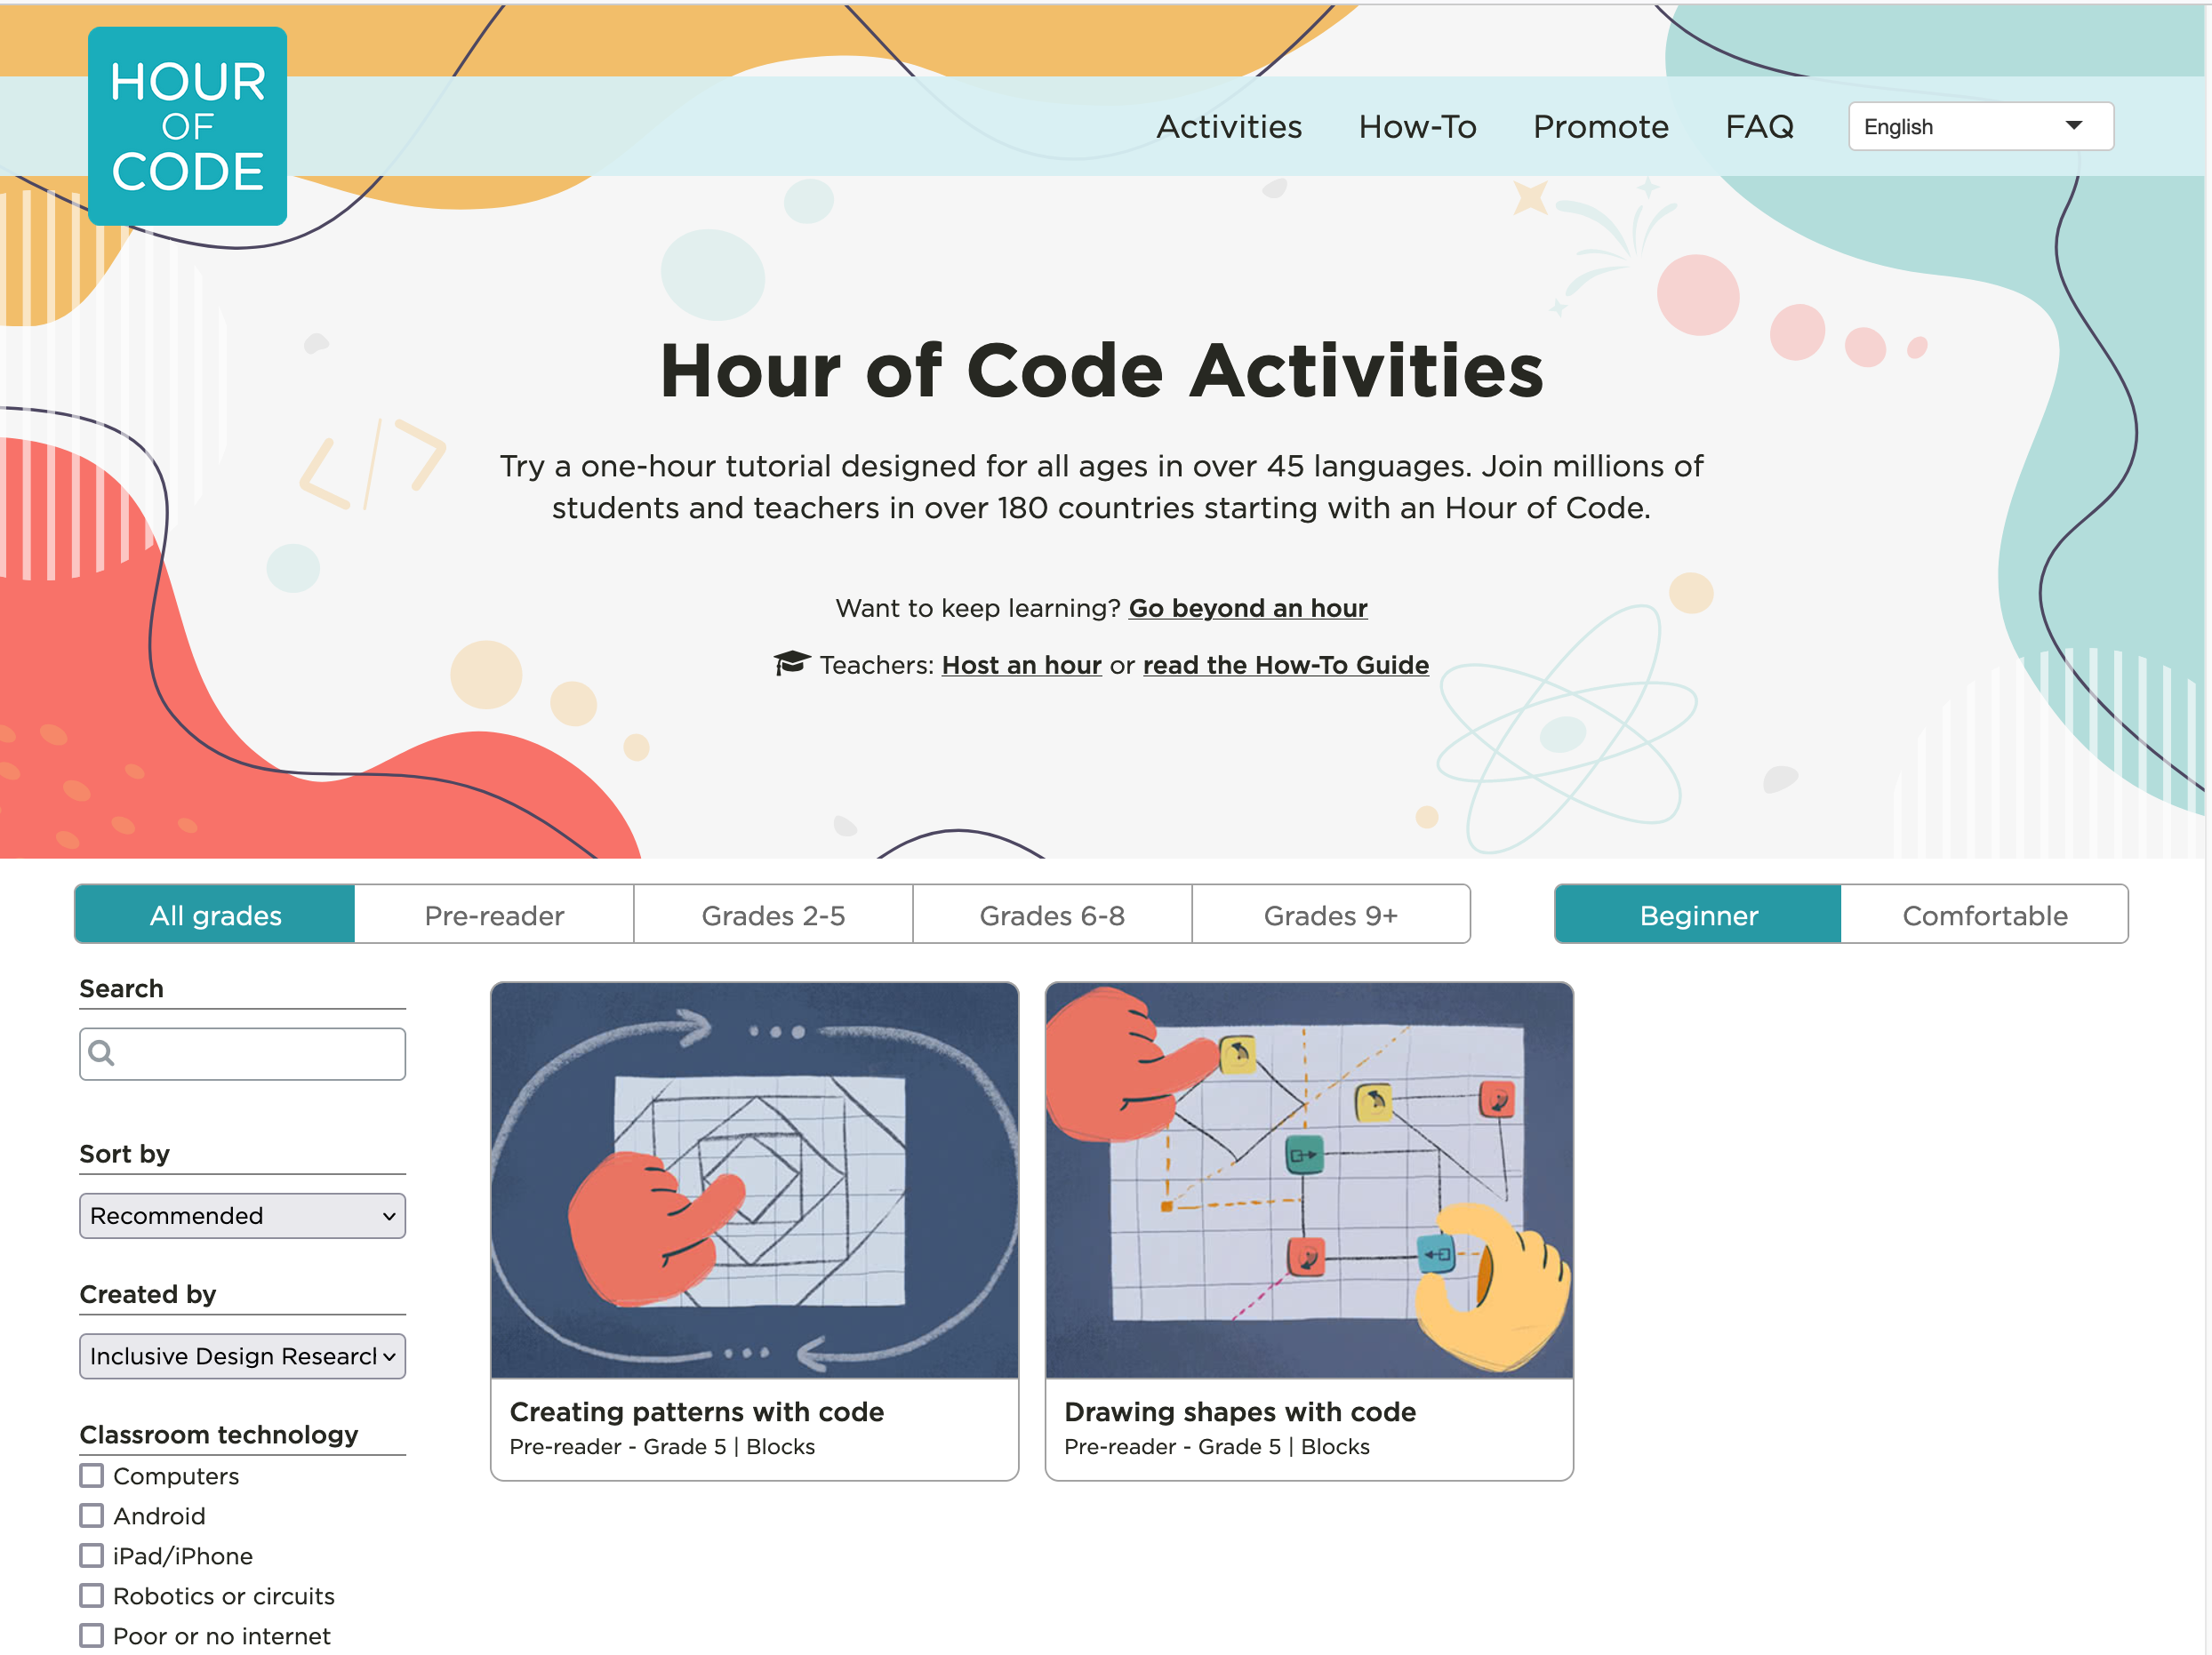 HOUR
OF
CODE
Activities
How-To
Promote
FAQ
English
Hour of Code Activities
Try a one-hour tutorial designed for all ages in over 45 languages. Join millions of
students and teachers in over 180 countries starting with an Hour of Code.
Want to keep learning? Go beyond an hour
Teachers: Host an hour or read the How-To Guide
All grades
Pre-reader
Grades 2-5
Grades 6-8
Grades 9+
Beginner
Comfortable
Search
Sort by
Recommended
Created by
Inclusive Design Research
Classroom technology
Computers
Android
iPad/iPhone
Robotics or circuits
Poor or no internet
Creating patterns with code
Pre-reader - Grade 5 | Blocks
Drawing shapes with code
Pre-reader - Grade 5 | Blocks